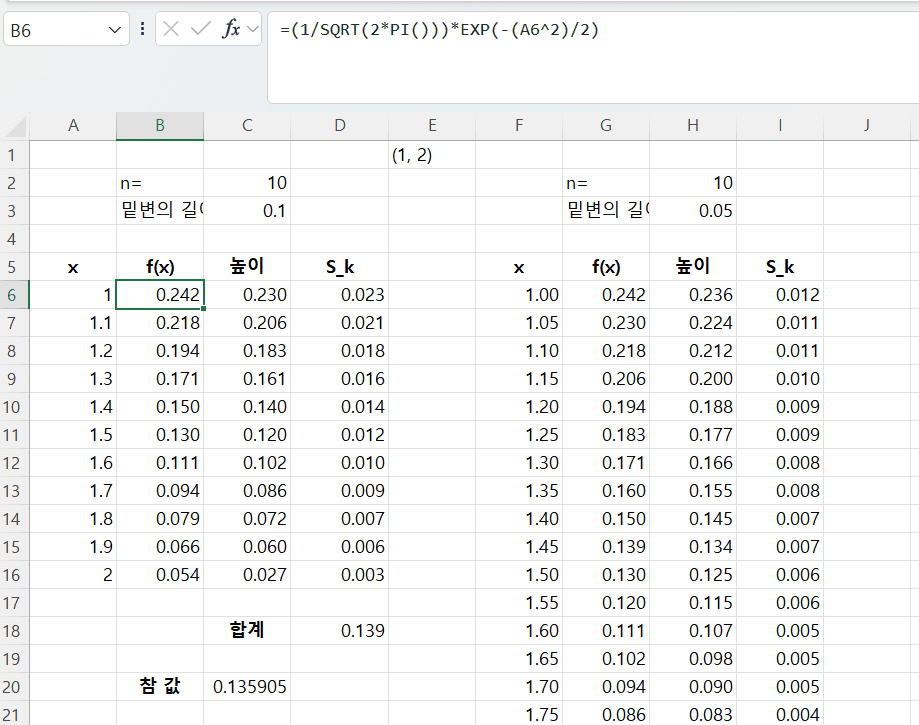 B6 fx =(1/SQRT(2*PI()))*EXP(-(A6^2)/2)
A B C D E F G H I J
1 (1, 2)
2 n= 10 n= 10
3 밑변의 길이 0.1 밑변의 길이 0.05
4
5 x f(x) 높이 S_k x f(x) 높이 S_k
6 1 0.242 0.230 0.023 1.00 0.242 0.236 0.012
7 1.1 0.218 0.206 0.021 1.05 0.230 0.224 0.011
8 1.2 0.194 0.183 0.018 1.10 0.218 0.212 0.011
9 1.3 0.171 0.161 0.016 1.15 0.206 0.200 0.010
10 1.4 0.150 0.140 0.014 1.20 0.194 0.188 0.009
11 1.5 0.130 0.120 0.012 1.25 0.183 0.177 0.009
12 1.6 0.111 0.102 0.010 1.30 0.171 0.166 0.008
13 1.7 0.094 0.086 0.009 1.35 0.160 0.155 0.008
14 1.8 0.079 0.072 0.007 1.40 0.150 0.145 0.007
15 1.9 0.066 0.060 0.006 1.45 0.139 0.134 0.007
16 2 0.054 0.027 0.003 1.50 0.130 0.125 0.006
17 1.55 0.120 0.115 0.006
18 합계 0.139 1.60 0.111 0.107 0.005
19 1.65 0.102 0.098 0.005
20 참 값 0.135905 1.70 0.094 0.090 0.005
21 1.75 0.086 0.083 0.004